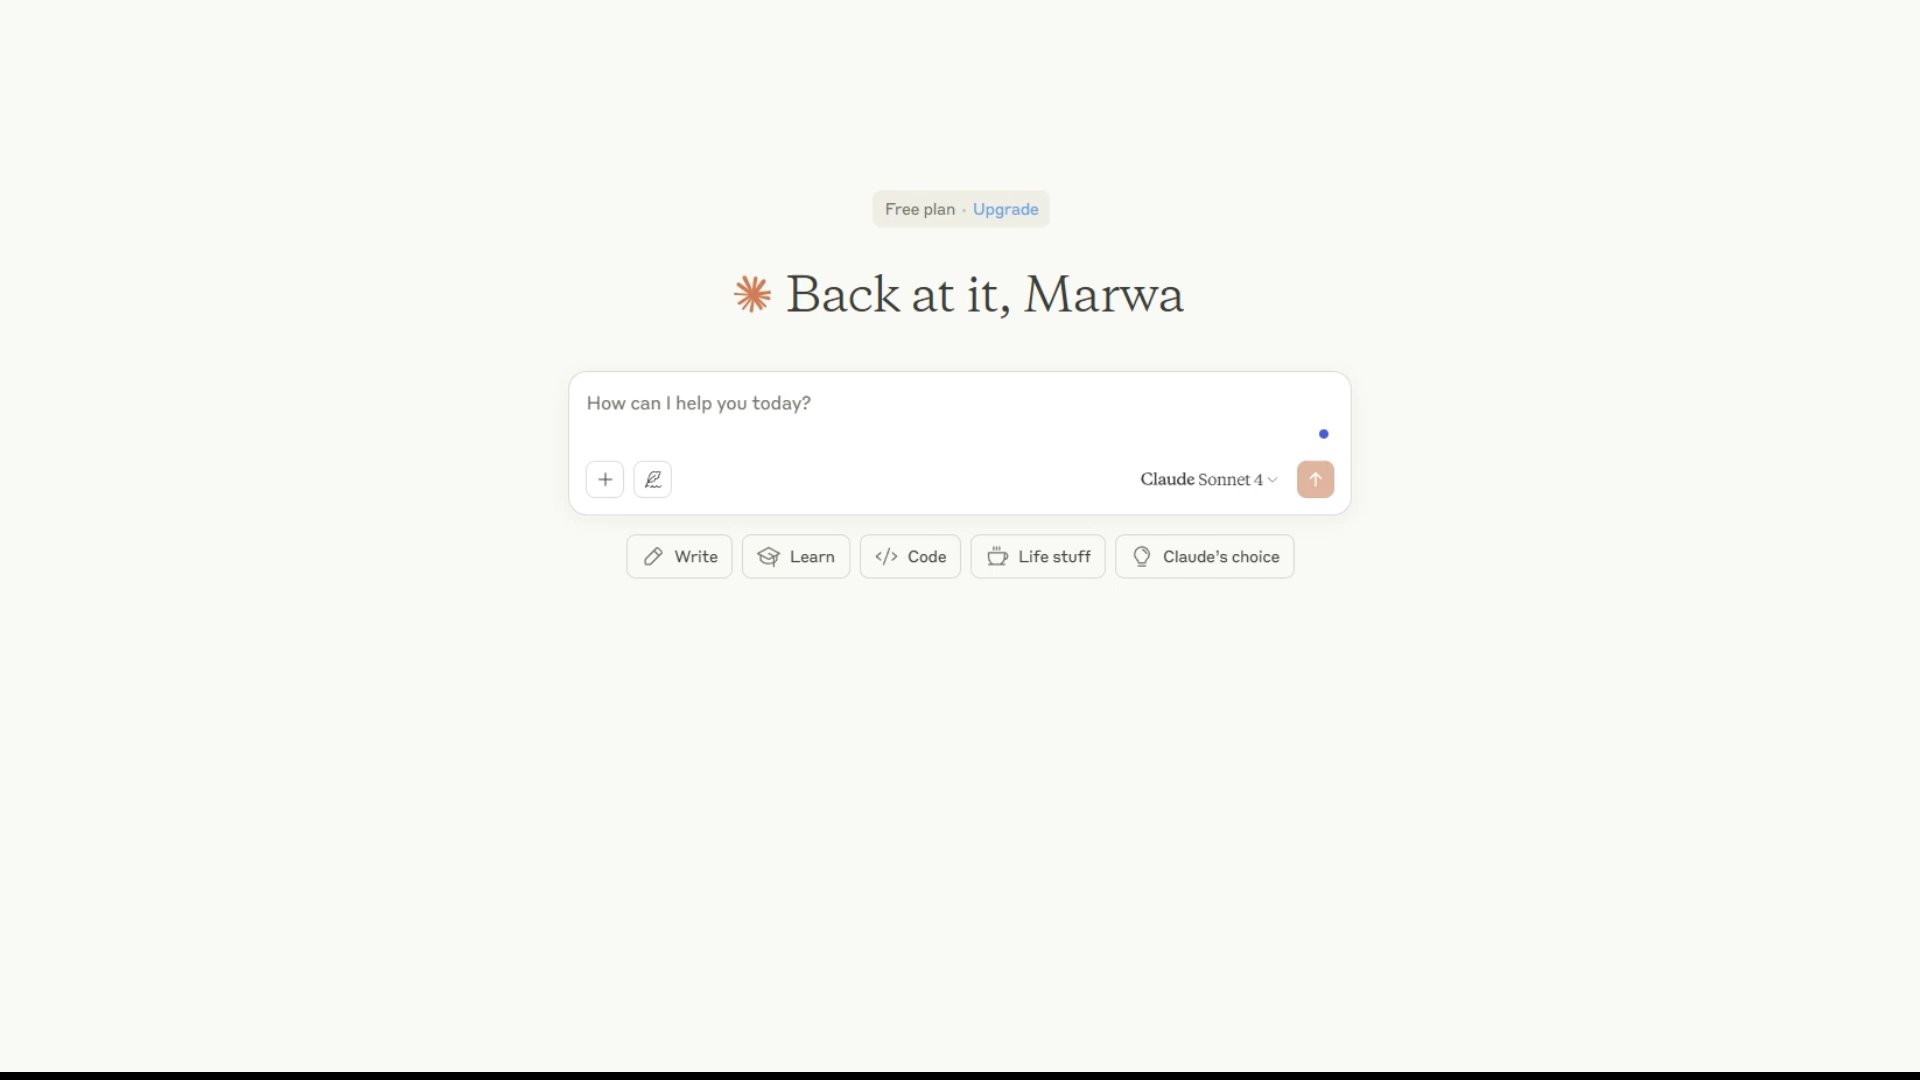 Free plan · Upgrade
Back at it, Marwa
How can I help you today?
Claude Sonnet 4
Write
Learn
</> Code
Life stuff
Claude's choice